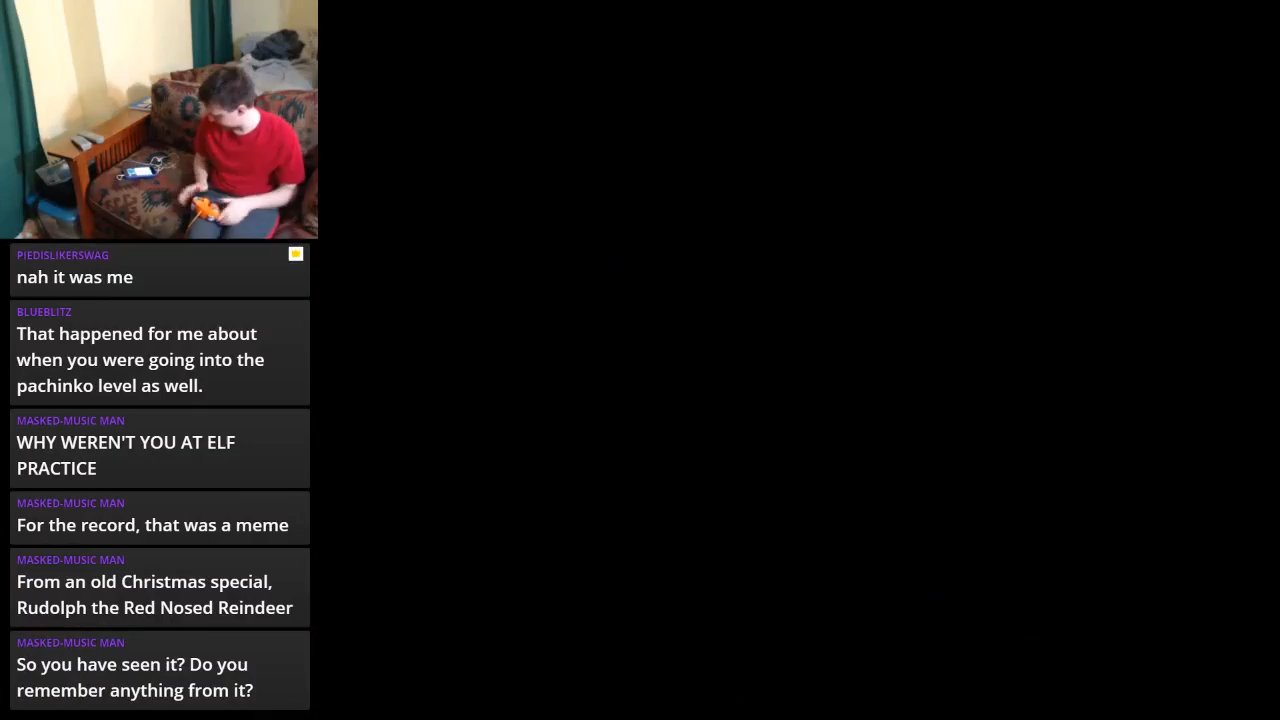 PIEDISLIKERSWAG
nah it was me
BLUEBLITZ
That happened for me about
when you were going into the
pachinko level as well.
MASKED-MUSIC MAN
WHY WEREN'T YOU AT ELF
PRACTICE
MASKED-MUSIC MAN
For the record, that was a meme
MASKED-MUSIC MAN
From an old Christmas special,
Rudolph the Red Nosed Reindeer
MASKED-MUSIC MAN
So you have seen it? Do you
remember anything from it?